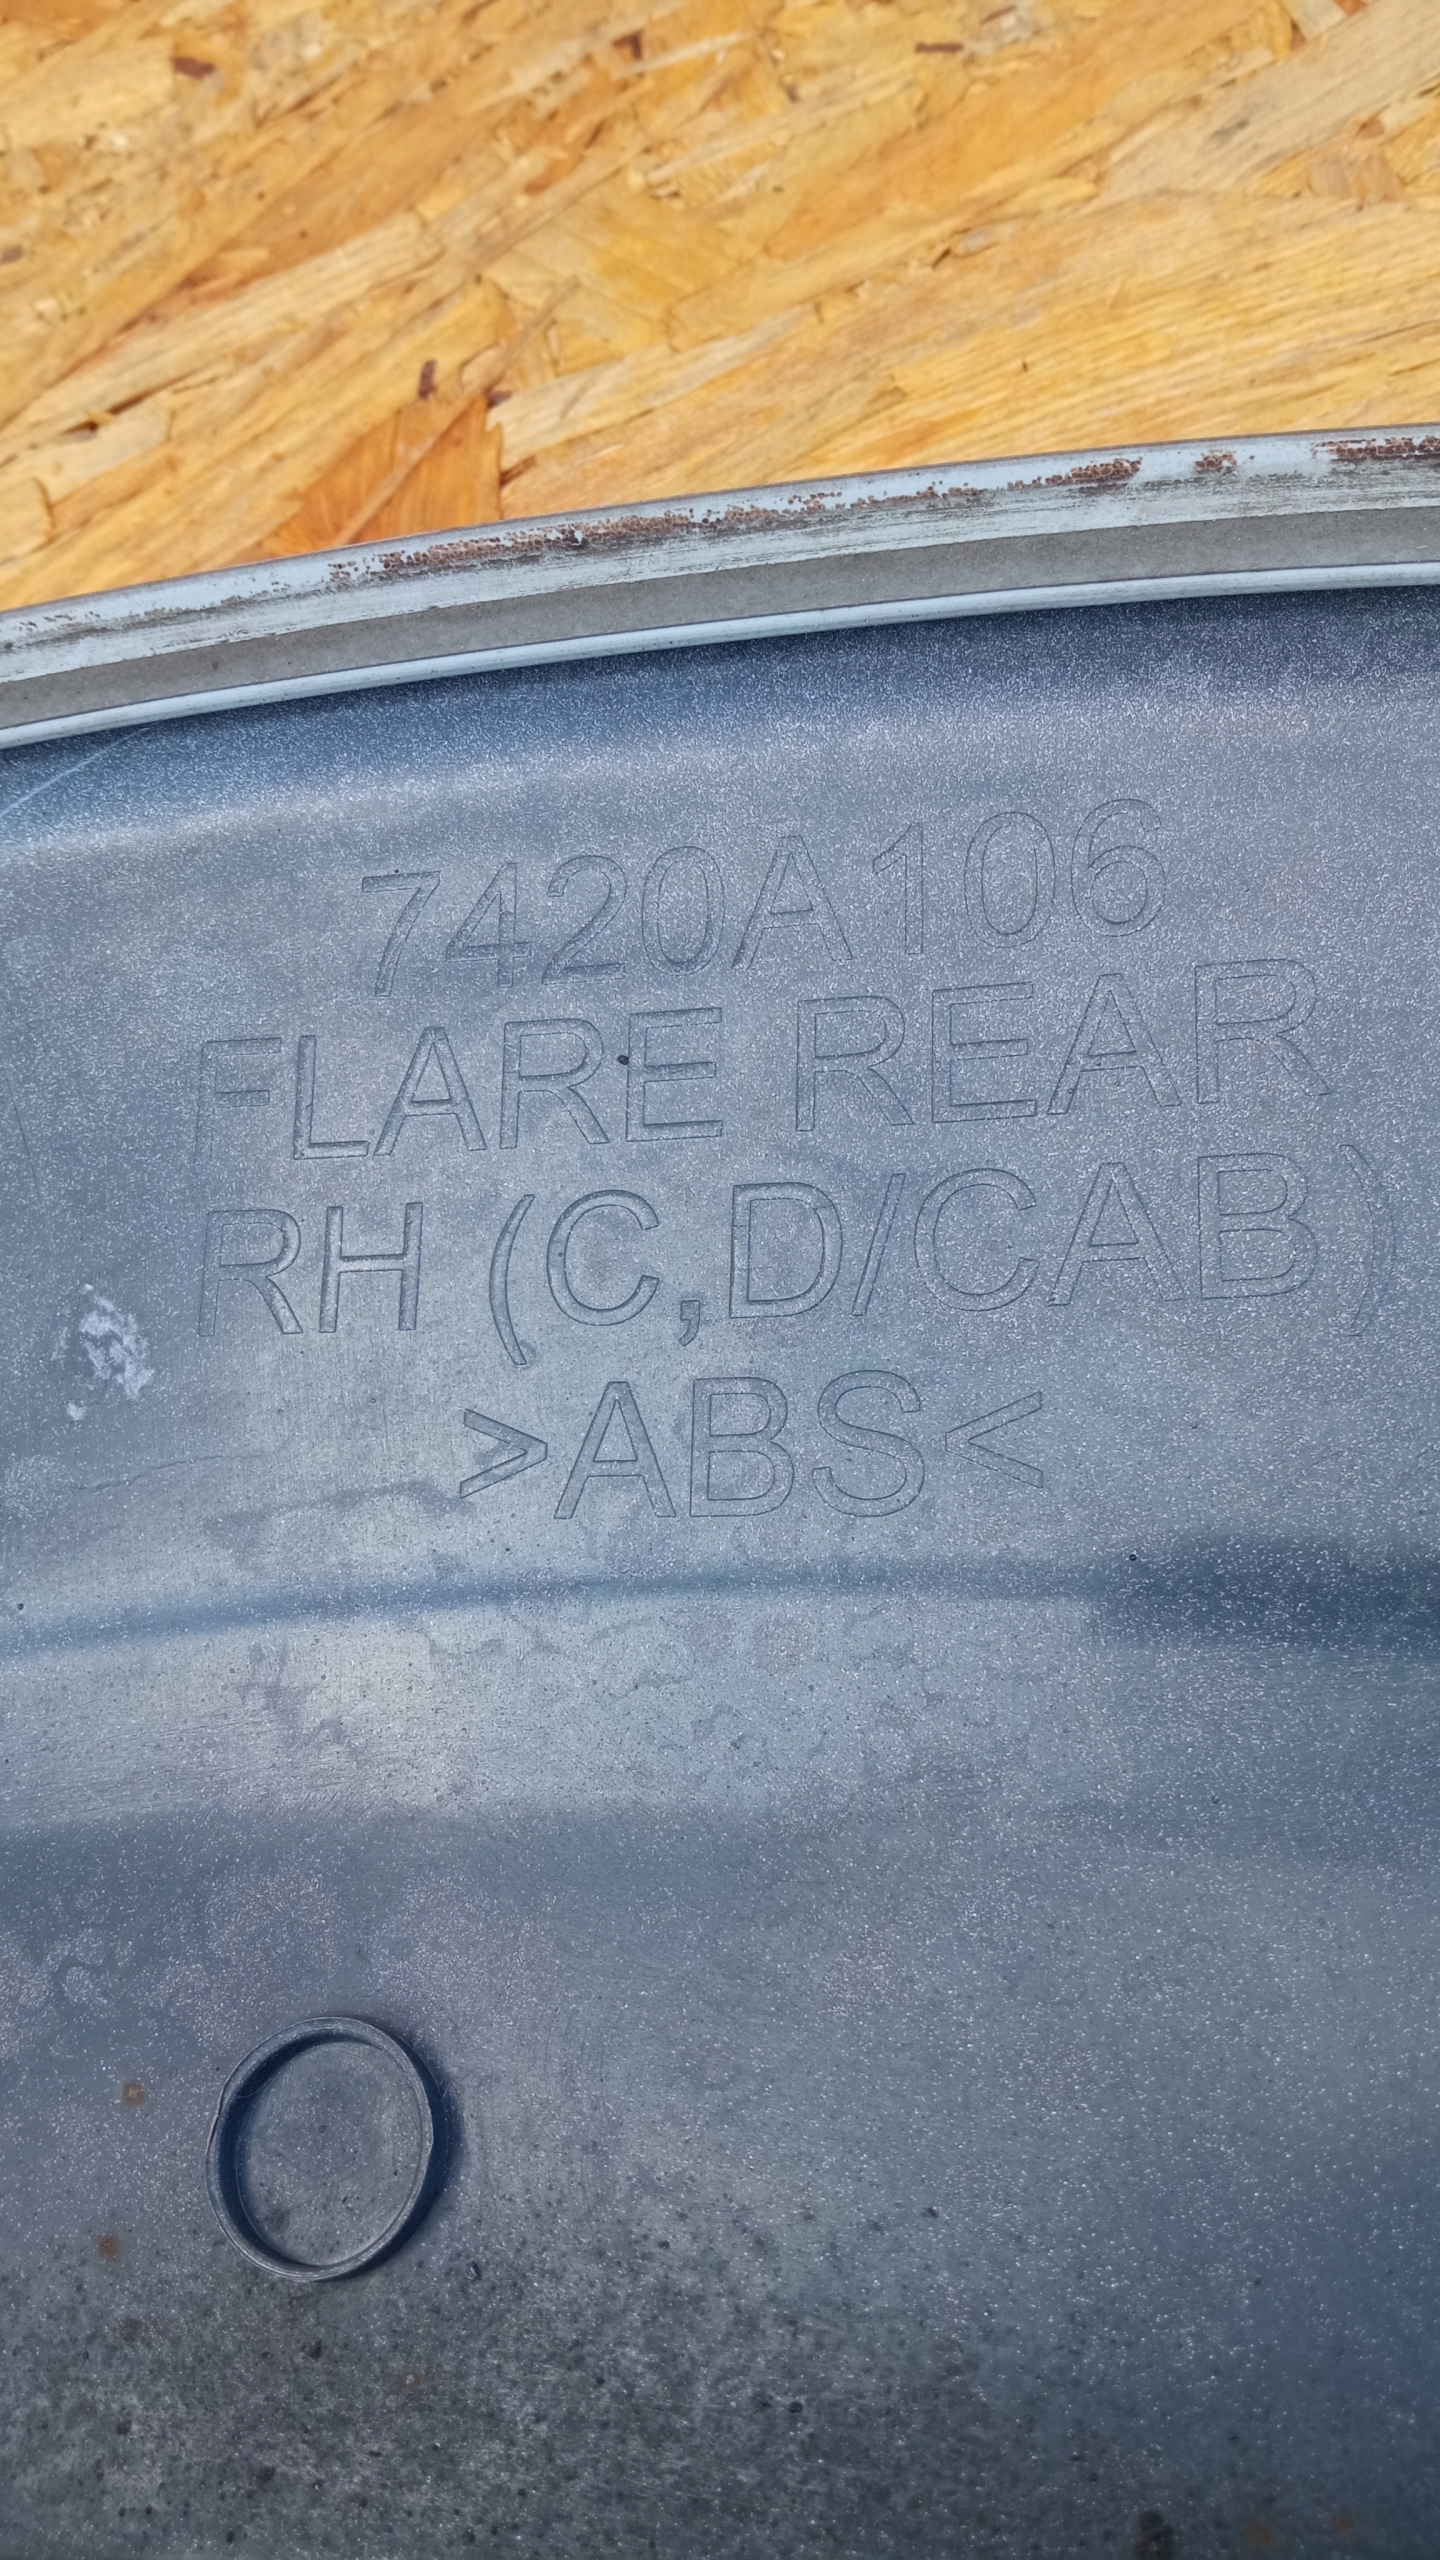 7420A106
FLARE REAR
RH (C,D/CAB)
>ABS<